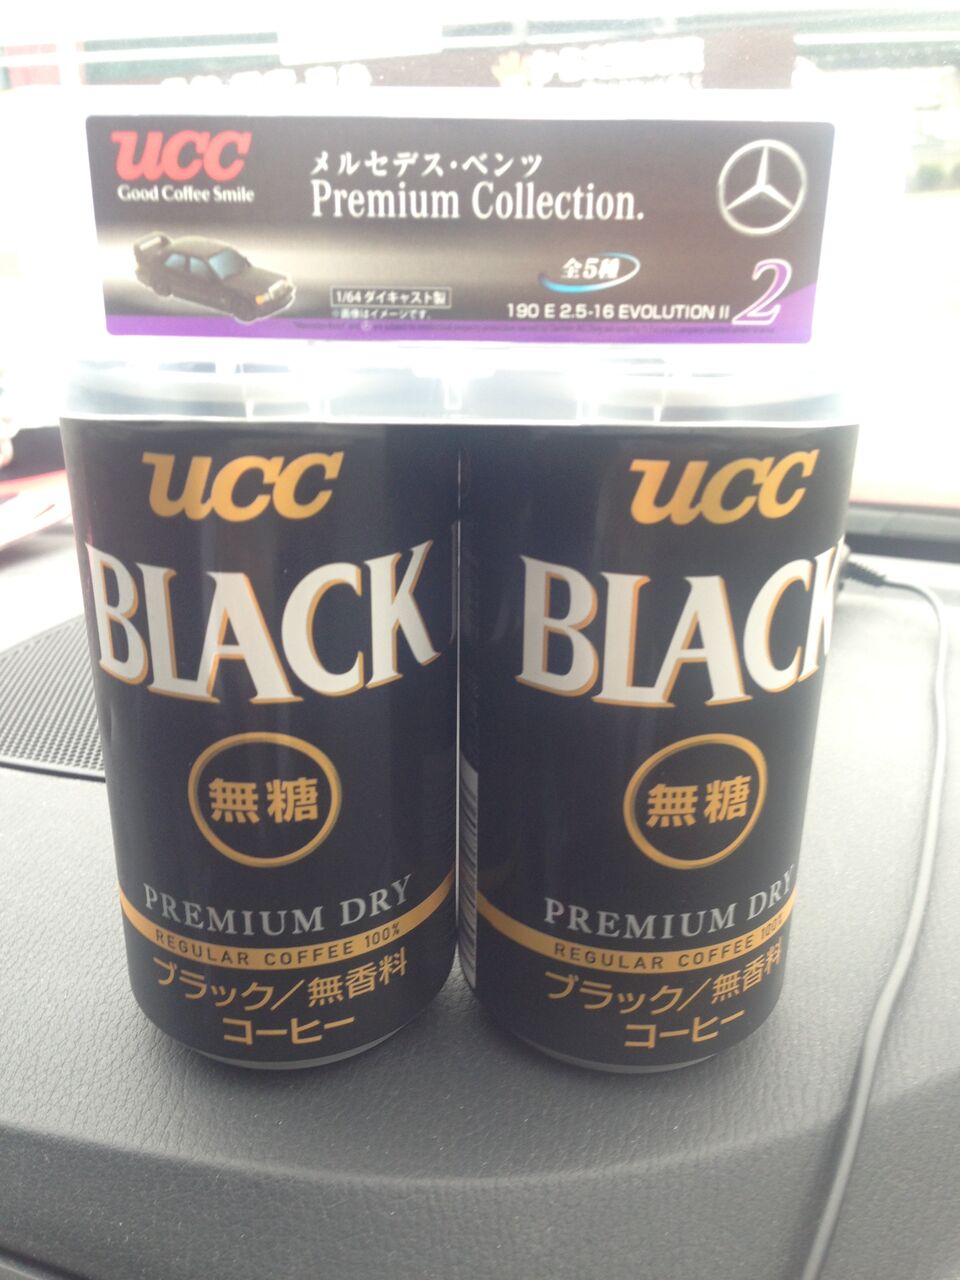 ucc
Good Coffee Smile
メルセデス・ベンツ
Premium Collection.
全5種
1/64 ダイキャスト製
※画像はイメージです。
190 E 2.5-16 EVOLUTION II
2
ucc
BLACK
無糖
PREMIUM DRY
REGULAR COFFEE 100%
ブラック/無香料
コーヒー
ucc
BLACK
無糖
PREMIUM DRY
REGULAR COFFEE 100%
ブラック/無香料
コーヒー